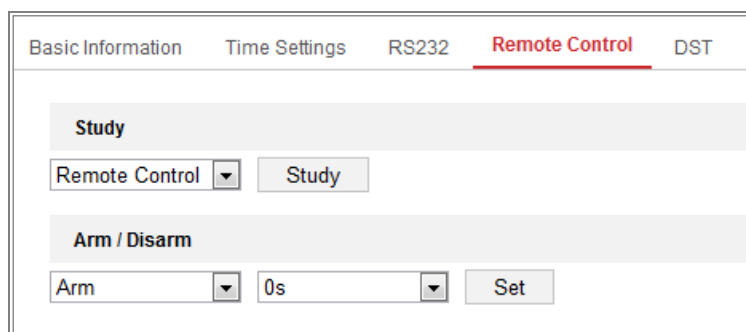 Basic Information Time Settings RS232 Remote Control DST
Study
Remote Control Study
Arm / Disarm
Arm 0s Set